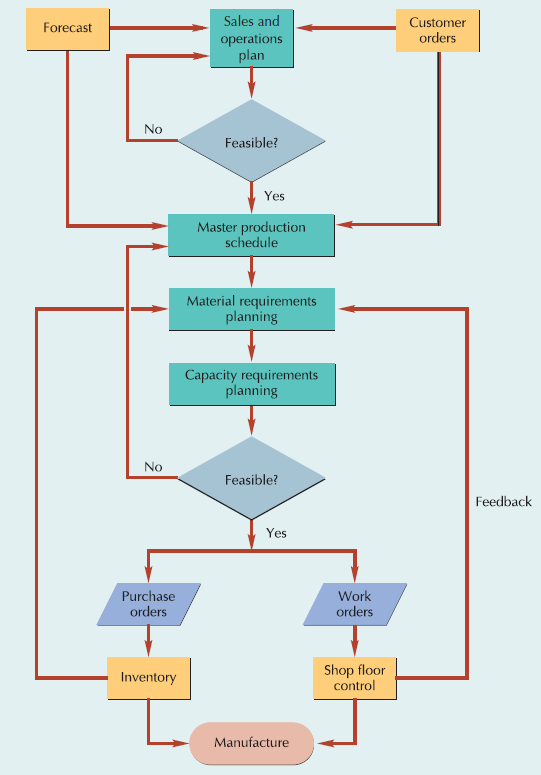 Forecast
Sales and
operations
plan
Customer
orders
No
Feasible?
Yes
Master production
schedule
Material requirements
planning
Capacity requirements
planning
No
Feasible?
Feedback
Yes
Purchase
orders
Work
orders
Inventory
Shop floor
control
Manufacture